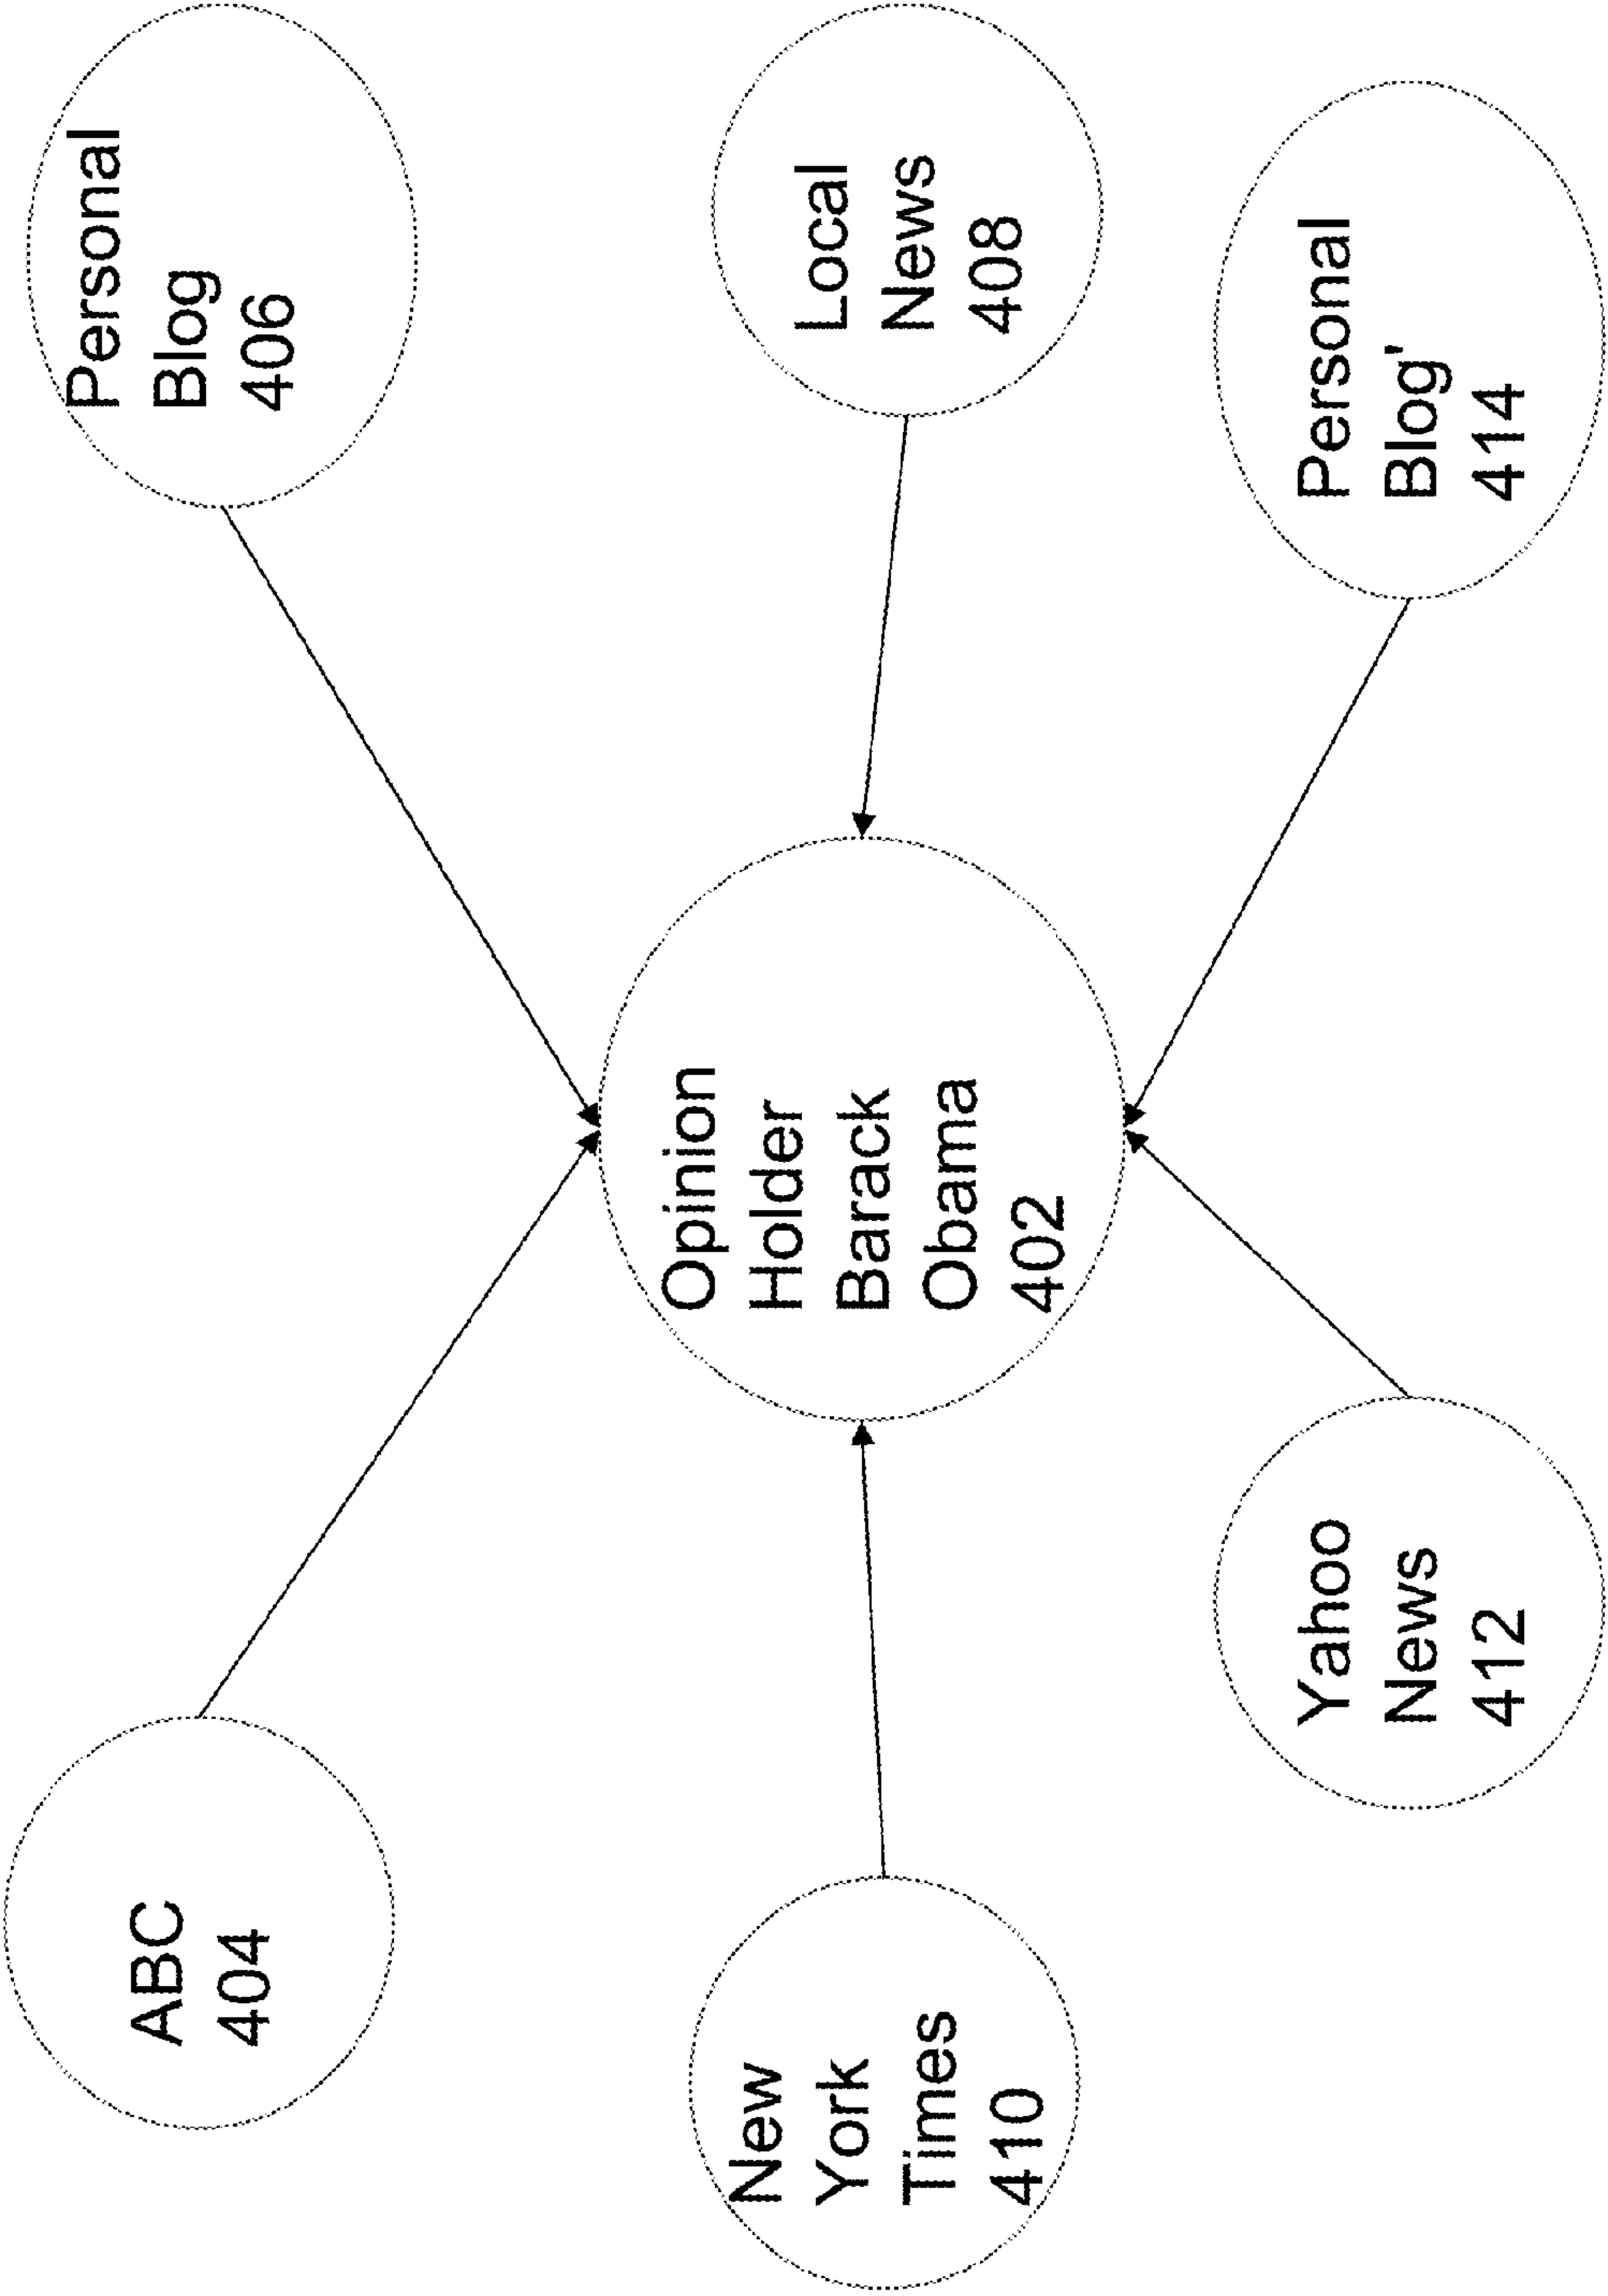 ABC
404
Personal
Blog
406
Opinion
Holder
Barack
Obama
402
New
York
Times
410
Local
News
408
Yahoo
News
412
Personal
Blog'
414